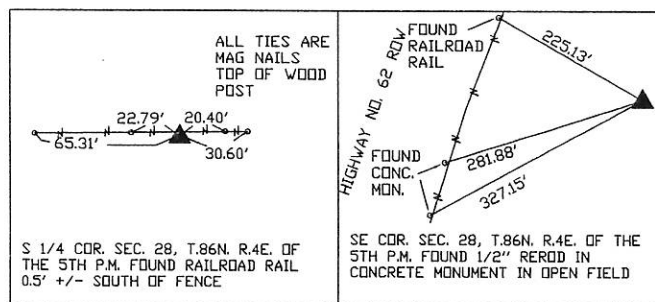 ALL TIES ARE
MAG NAILS
TOP OF WOOD
POST
22.79'
20.40'
65.31'
30.60'
S 1/4 COR. SEC. 28, T.86N. R.4E. OF
THE 5TH P.M. FOUND RAILROAD RAIL
0.5' +/- SOUTH OF FENCE
HIGHWAY NO. 62 ROW
FOUND
RAILROAD
RAIL
225.13'
FOUND
CONC.
MON.
281.88'
327.15'
SE COR. SEC. 28, T.86N. R.4E. OF THE
5TH P.M. FOUND 1/2" REROD IN
CONCRETE MONUMENT IN OPEN FIELD